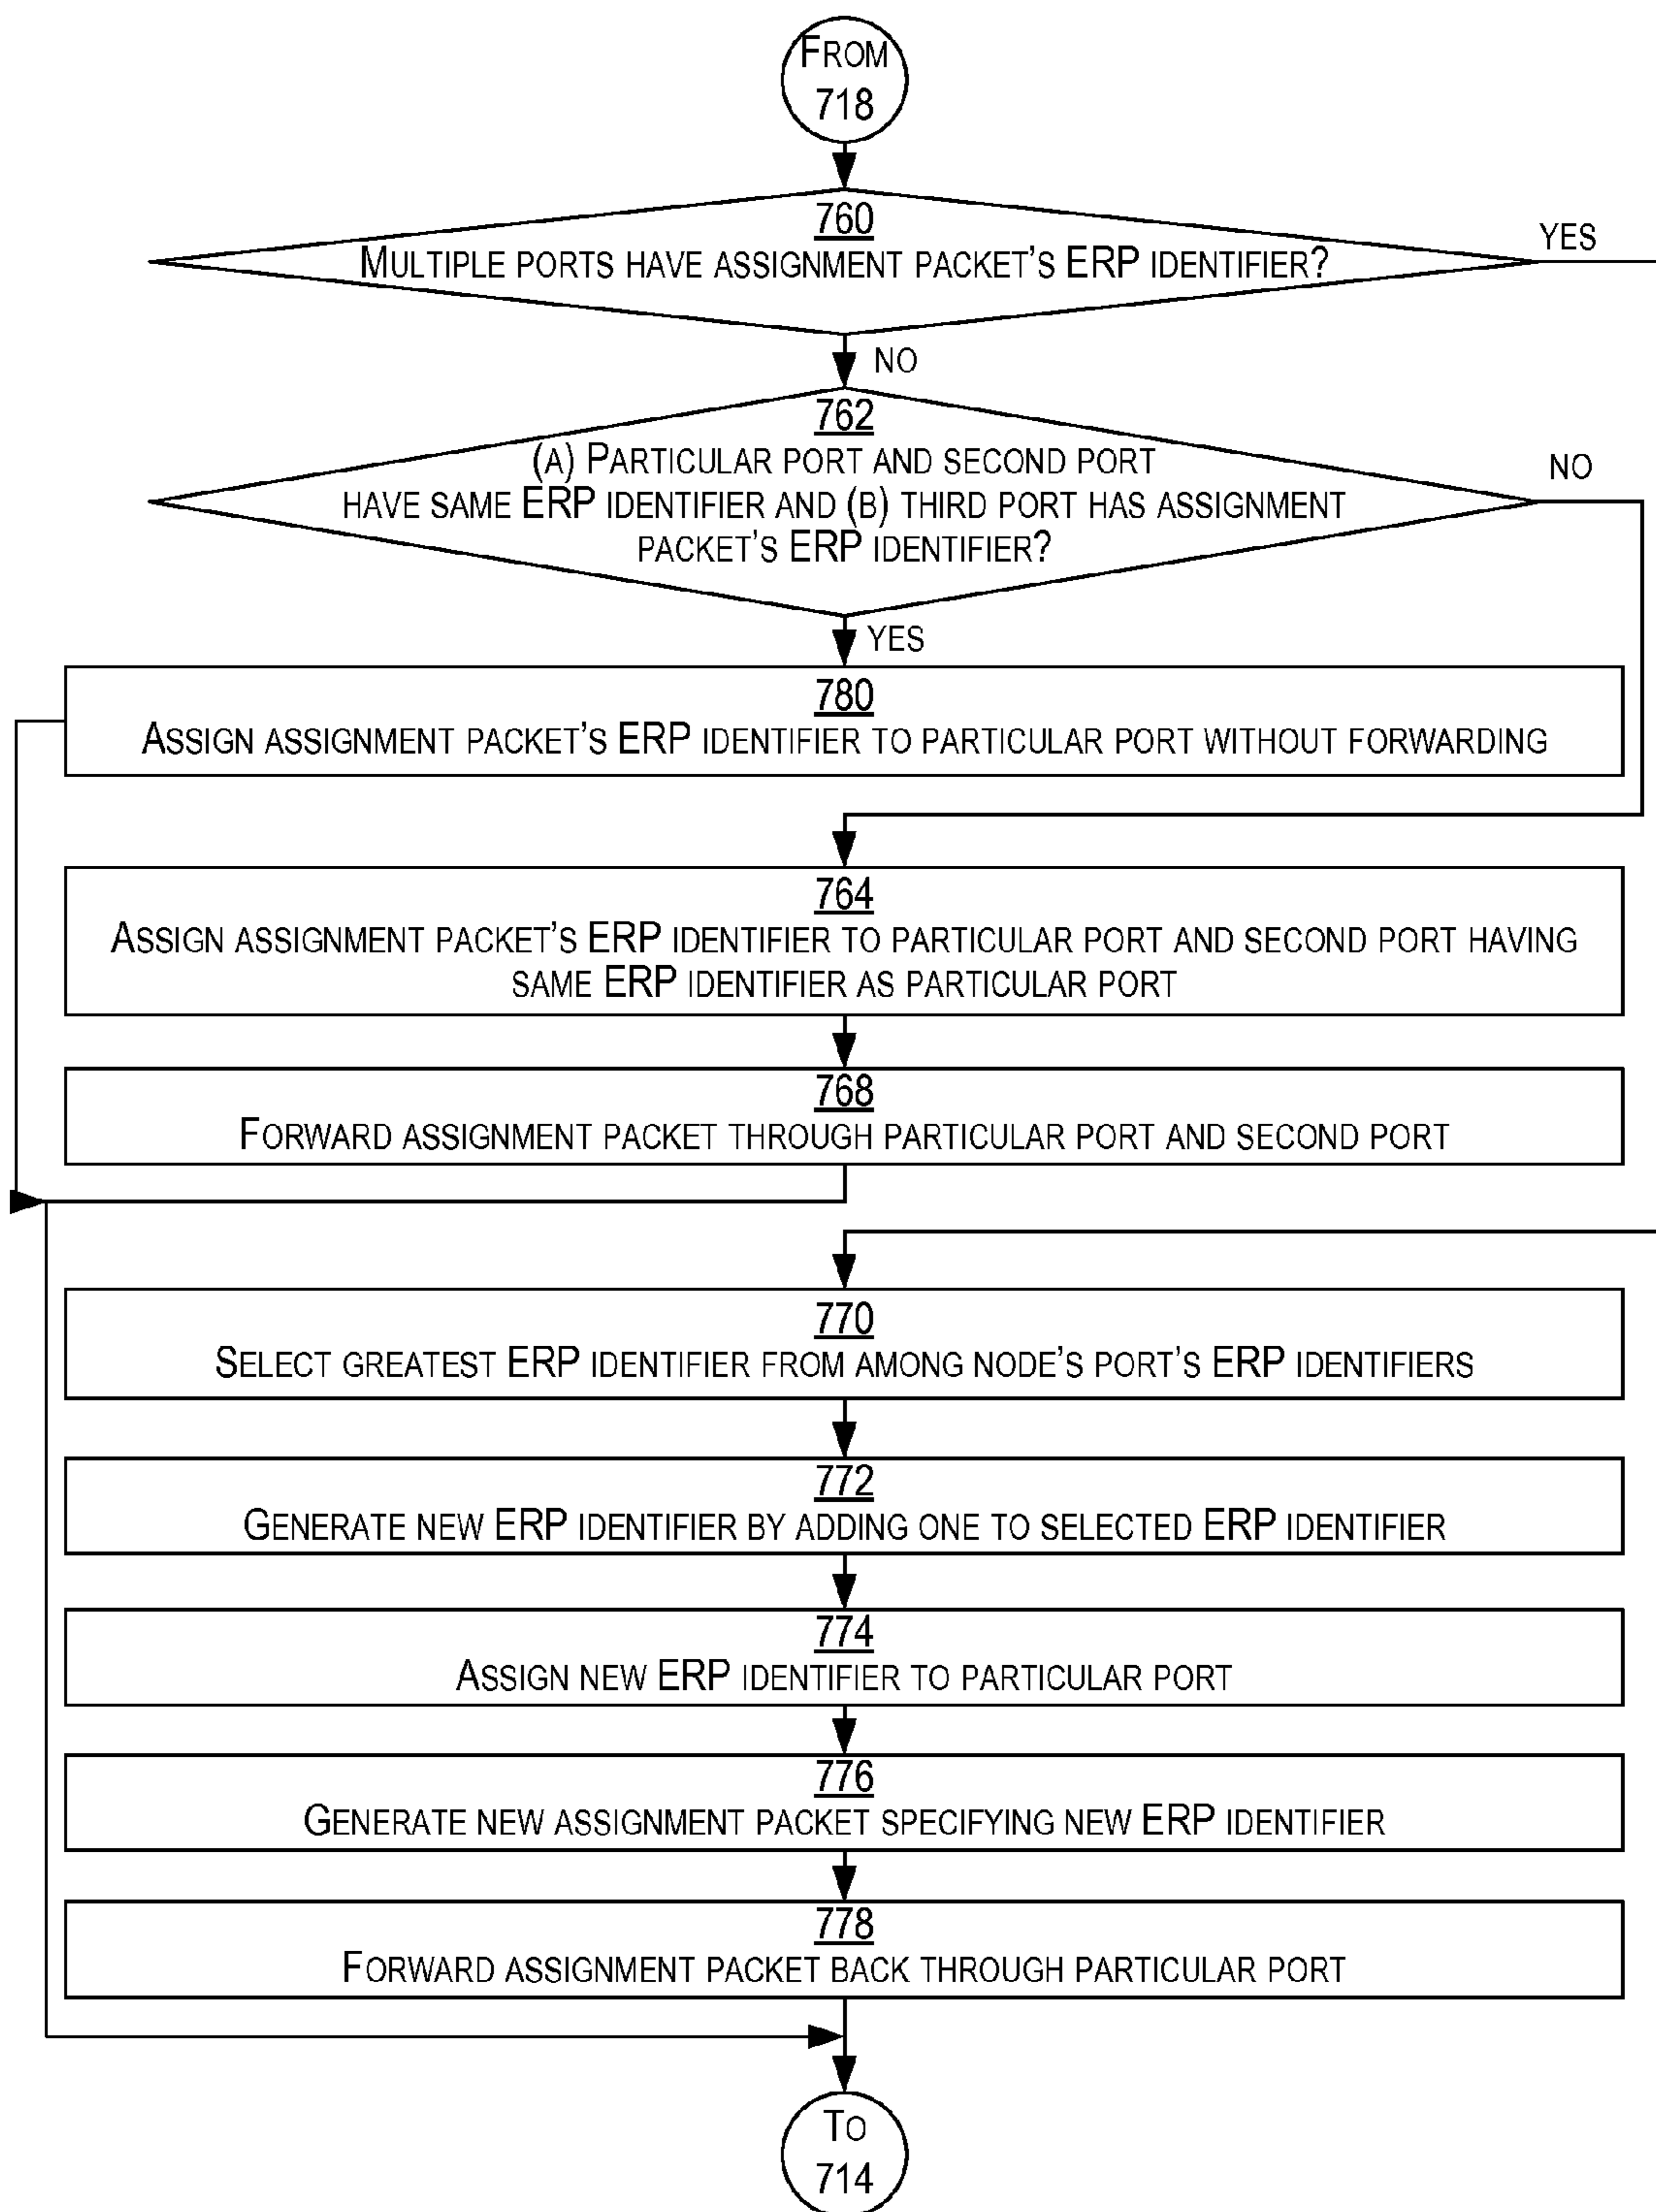 FROM
718
760
MULTIPLE PORTS HAVE ASSIGNMENT PACKET'S ERP IDENTIFIER?
YES
NO
762
(A) PARTICULAR PORT AND SECOND PORT
NO
HAVE SAME ERP IDENTIFIER AND (B) THIRD PORT HAS ASSIGNMENT
PACKET'S ERP IDENTIFIER?
YES
780
ASSIGN ASSIGNMENT PACKET'S ERP IDENTIFIER TO PARTICULAR PORT WITHOUT FORWARDING
764
ASSIGN ASSIGNMENT PACKET'S ERP IDENTIFIER TO PARTICULAR PORT AND SECOND PORT HAVING
SAME ERP IDENTIFIER AS PARTICULAR PORT
768
FORWARD ASSIGNMENT PACKET THROUGH PARTICULAR PORT AND SECOND PORT
770
SELECT GREATEST ERP IDENTIFIER FROM AMONG NODE'S PORT'S ERP IDENTIFIERS
772
GENERATE NEW ERP IDENTIFIER BY ADDING ONE TO SELECTED ERP IDENTIFIER
774
ASSIGN NEW ERP IDENTIFIER TO PARTICULAR PORT
776
GENERATE NEW ASSIGNMENT PACKET SPECIFYING NEW ERP IDENTIFIER
778
FORWARD ASSIGNMENT PACKET BACK THROUGH PARTICULAR PORT
TO
714